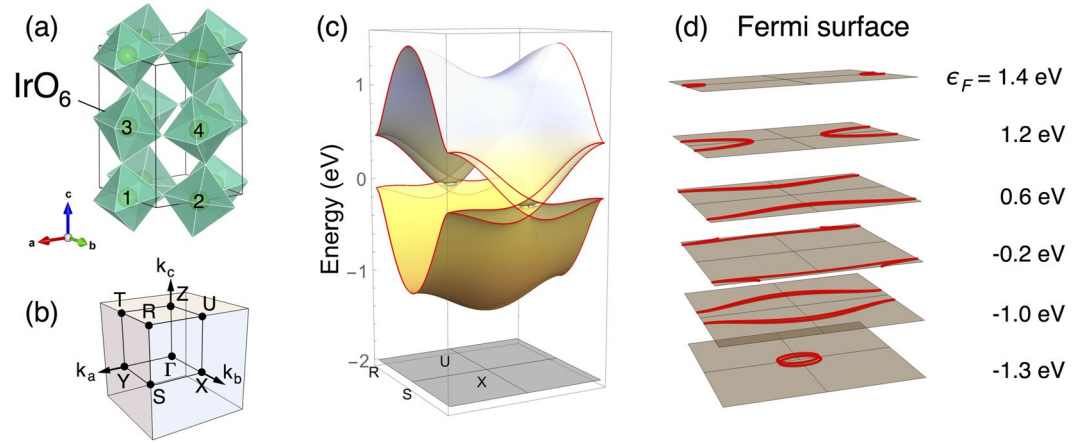 (a)
IrO6
3
4
1
2
c
a
b
(b)
kc
T
Z
R
U
ka
Γ
Y
kb
S
X
(c)
Energy (eV)
1
0
-1
-2
R
U
S
X
(d) Fermi surface
ϵF = 1.4 eV
1.2 eV
0.6 eV
-0.2 eV
-1.0 eV
-1.3 eV